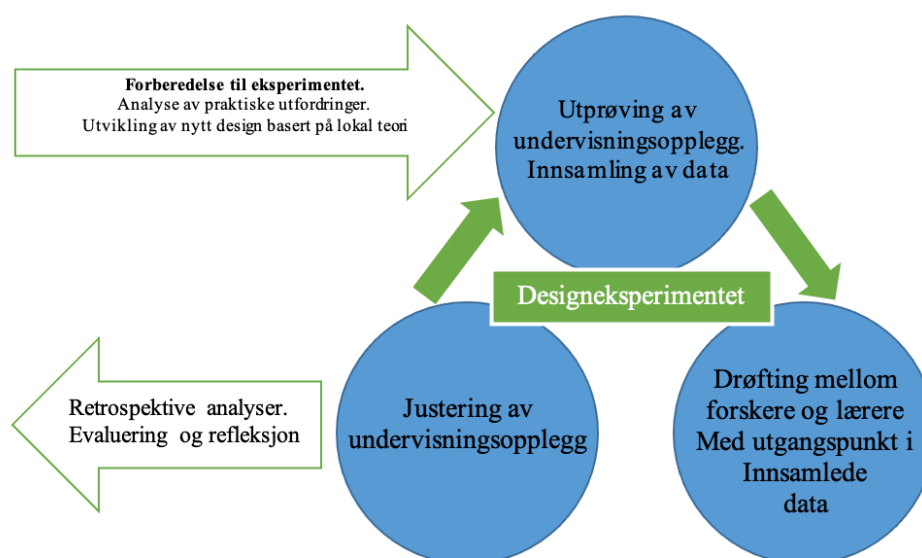 Forberedelse til eksperimentet.
Analyse av praktiske utfordringer.
Utvikling av nytt design basert på lokal teori
Utprøving av
undervisningsopplegg.
Innsamling av data
Designeksperimentet
Drøfting mellom
forskere og lærere
Med utgangspunkt i
Innsamlede
data
Justering av
undervisningsopplegg
Retrospektive analyser.
Evaluering og refleksjon